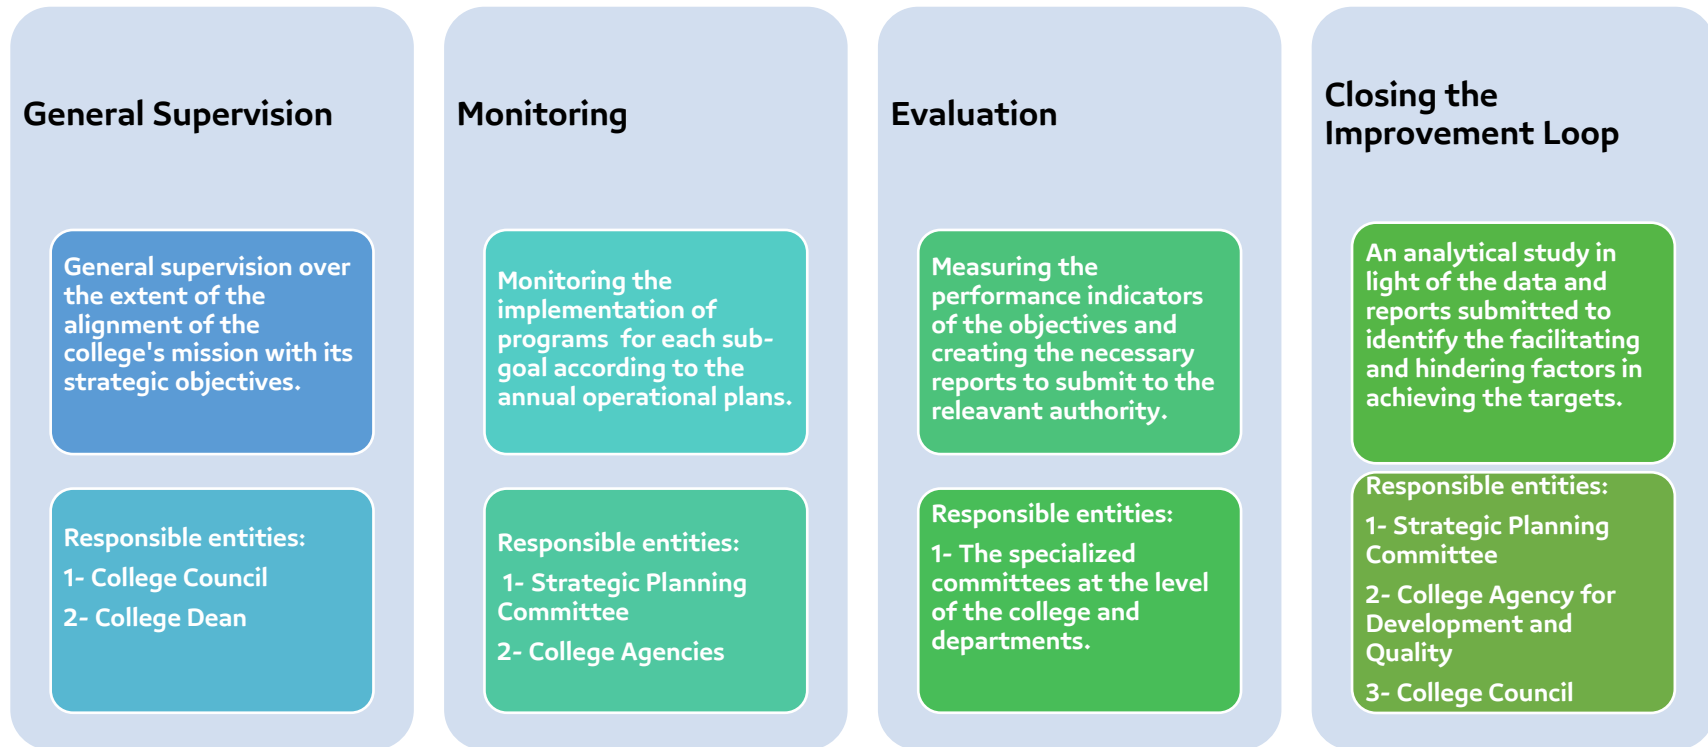 General Supervision
General supervision over
the extent of the
alignment of the
college's mission with its
strategic objectives.
Responsible entities:
1- College Council
2- College Dean
Monitoring
Monitoring the
implementation of
programs for each sub-
goal according to the
annual operational plans.
Responsible entities:
1- Strategic Planning
Committee
2- College Agencies
Evaluation
Measuring the
performance indicators
of the objectives and
creating the necessary
reports to submit to the
releavant authority.
Responsible entities:
1- The specialized
committees at the level
of the college and
departments.
Closing the
Improvement Loop
An analytical study in
light of the data and
reports submitted to
identify the facilitating
and hindering factors in
achieving the targets.
Responsible entities:
1- Strategic Planning
Committee
2- College Agency for
Development and
Quality
3- College Council